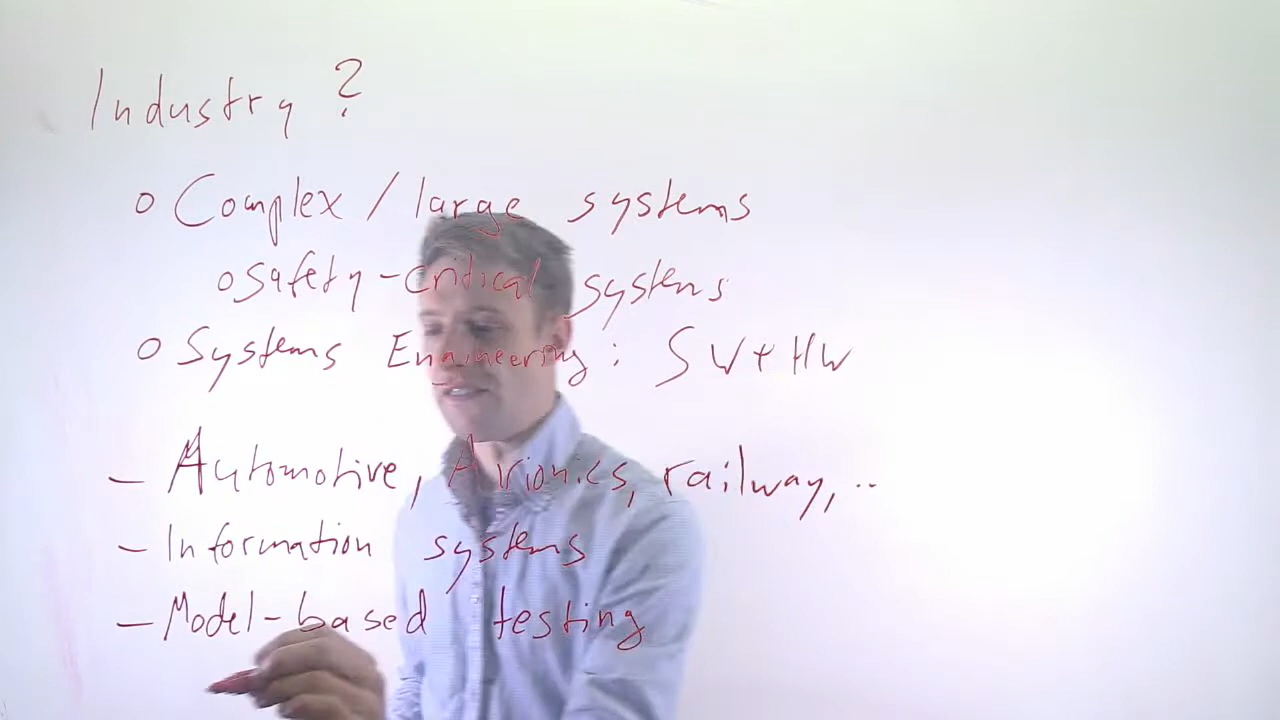 Industry ?
o Complex / large systems
o Safety-critical systems
o Systems Engineering: SW + HW
- Automotive, Avionics, railway, ..
- Information systems
- Model-based testing